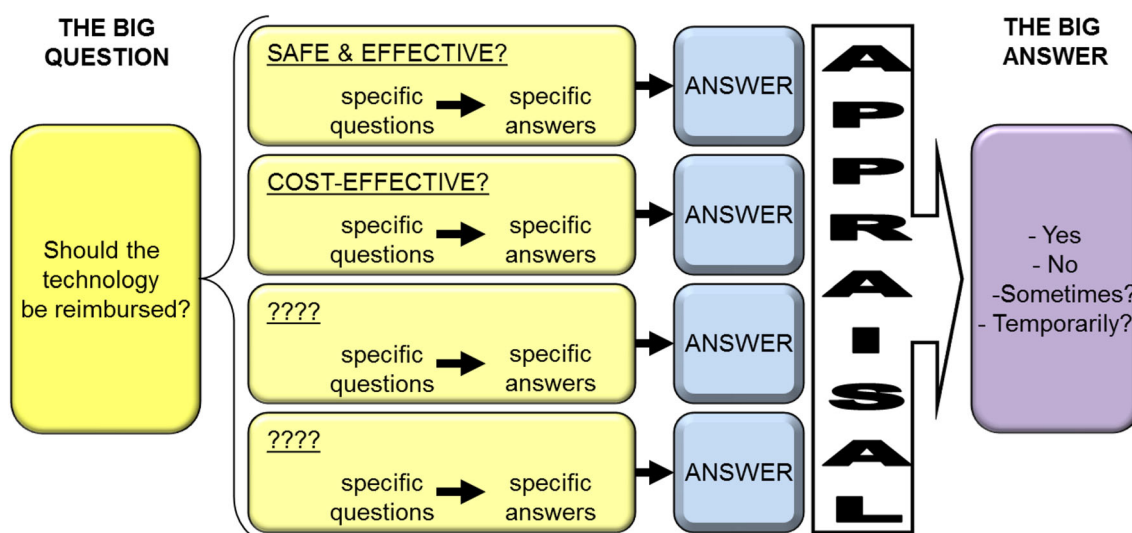 THE BIG
QUESTION
Should the
technology
be reimbursed?
SAFE & EFFECTIVE?
specific
questions
specific
answers
ANSWER
COST-EFFECTIVE?
specific
questions
specific
answers
ANSWER
????
specific
questions
specific
answers
ANSWER
????
specific
questions
specific
answers
ANSWER
APPRAISAL
THE BIG
ANSWER
- Yes
- No
-Sometimes?
- Temporarily?